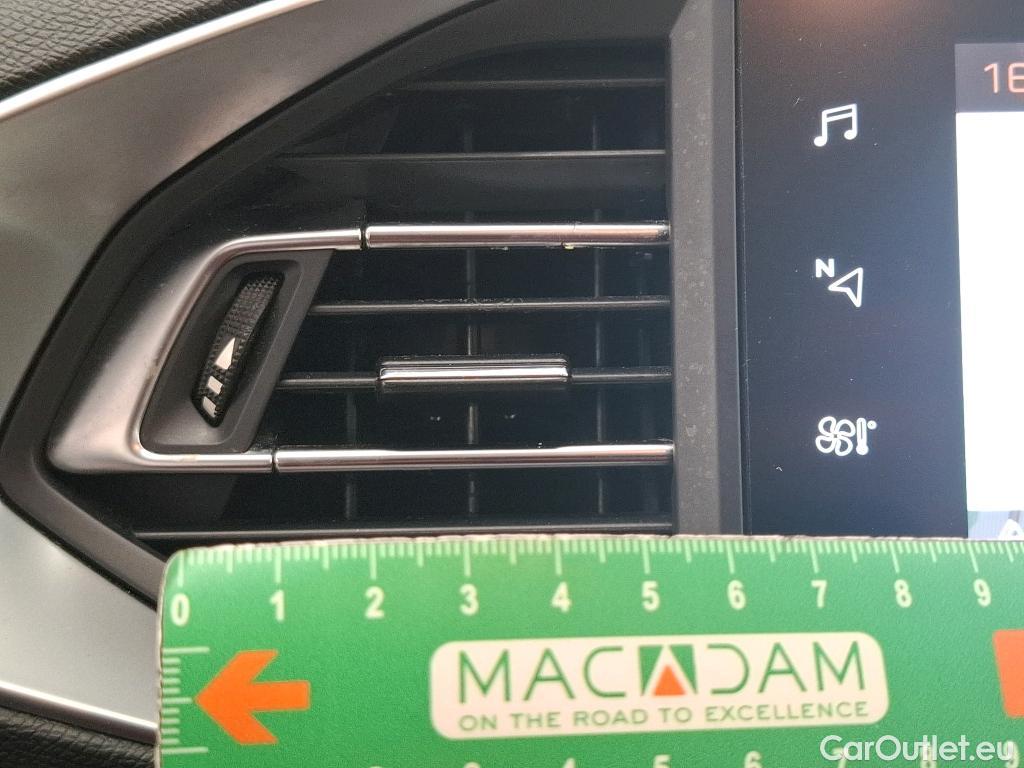 16
N
0 1 2 3 4 5 6 7 8 9
MACADAM
ON THE ROAD TO EXCELLENCE
CarOutlet.eu